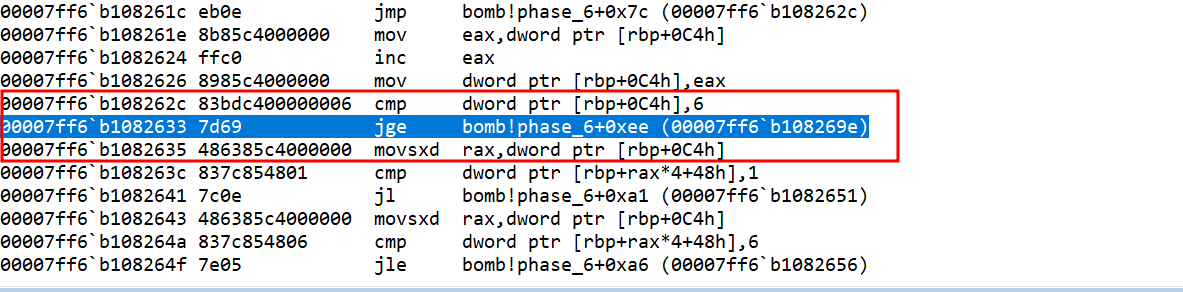 00007ff6`b108261c eb0e            jmp     bomb!phase_6+0x7c (00007ff6`b108262c)
00007ff6`b108261e 8b85c4000000    mov     eax,dword ptr [rbp+0C4h]
00007ff6`b1082624 ffc0            inc     eax
00007ff6`b1082626 8985c4000000    mov     dword ptr [rbp+0C4h],eax
00007ff6`b108262c 83bdc400000006  cmp     dword ptr [rbp+0C4h],6
00007ff6`b1082633 7d69            jge     bomb!phase_6+0xee (00007ff6`b108269e)
00007ff6`b1082635 486385c4000000  movsxd  rax,dword ptr [rbp+0C4h]
00007ff6`b108263c 837c854801      cmp     dword ptr [rbp+rax*4+48h],1
00007ff6`b1082641 7c0e            jl      bomb!phase_6+0xa1 (00007ff6`b1082651)
00007ff6`b1082643 486385c4000000  movsxd  rax,dword ptr [rbp+0C4h]
00007ff6`b108264a 837c854806      cmp     dword ptr [rbp+rax*4+48h],6
00007ff6`b108264f 7e05            jle     bomb!phase_6+0xa6 (00007ff6`b1082656)